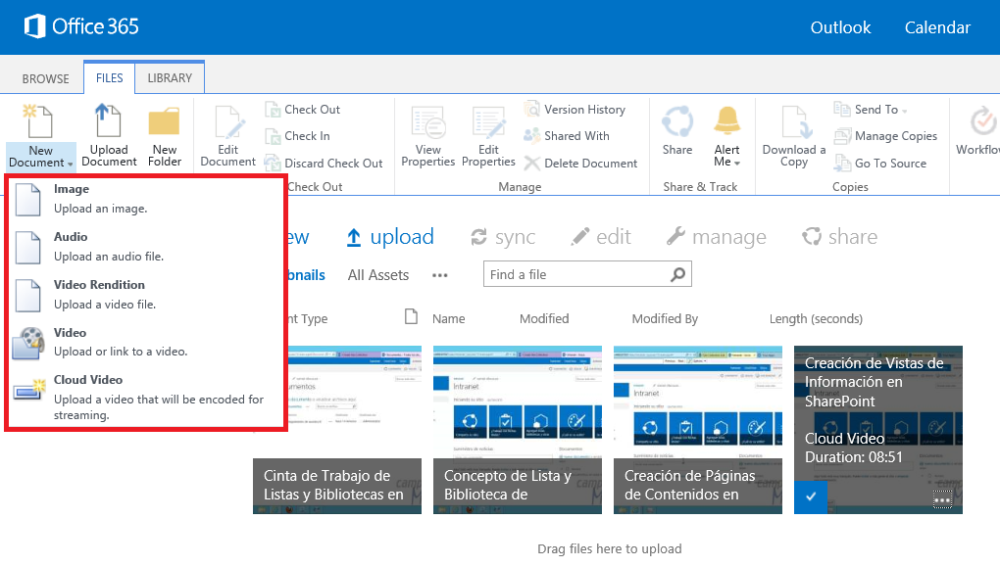 Office 365
Outlook
Calendar
BROWSE
FILES
LIBRARY
New
Document
Upload
Document
New
Folder
Edit
Document
Check Out
Check In
Discard Check Out
Check Out
View
Properties
Edit
Properties
Version History
Shared With
Delete Document
Manage
Share
Alert
Me
Share & Track
Download a
Copy
Send To
Manage Copies
Go To Source
Copies
Workflo
Image
Upload an image.
Audio
Upload an audio file.
Video Rendition
Upload a video file.
Video
Upload or link to a video.
Cloud Video
Upload a video that will be encoded for
streaming.
ew
upload
sync
edit
manage
share
bnails
All Assets
•••
Find a file
nt Type
Name
Modified
Modified By
Length (seconds)
Cinta de Trabajo de
Listas y Bibliotecas en
Concepto de Lista y
Biblioteca de
Intranet
Creación de Páginas
de Contenidos en
Intranet
Creación de Vistas de
Información en
SharePoint
Cloud Video
Duration: 08:51
Drag files here to upload